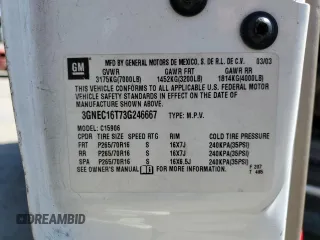 GM
MFD BY GENERAL MOTORS DE MEXICO, S. DE R.L. DE C.V. 03/03
GVWR GAWR FRT GAWR RR
3175KG(7000LB) 1452KG(3200LB) 1814KG(4000LB)
THIS VEHICLE CONFORMS TO ALL APPLICABLE U.S. FEDERAL MOTOR
VEHICLE SAFETY STANDARDS IN EFFECT ON THE DATE OF
MANUFACTURE SHOWN ABOVE.
3GNEC16T73G246667 TYPE: M.P.V.
MODEL: C15906
CPDR TIRE SIZE SPEED RTG RIM COLD TIRE PRESSURE
FRT P265/70R16 S 16X7J 240KPA(35PSI)
RR P265/70R16 S 16X7J 240KPA(35PSI)
SPA P265/70R16 S 16X6.5J 240KPA(35PSI)
SEE OWNER'S MANUAL FOR MORE INFORMATION
CAROLINABID